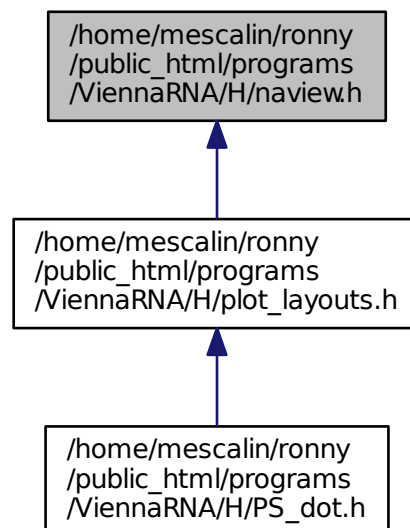 /home/mescalin/ronny
/public_html/programs
/ViennaRNA/H/naview.h
/home/mescalin/ronny
/public_html/programs
/ViennaRNA/H/plot_layouts.h
/home/mescalin/ronny
/public_html/programs
/ViennaRNA/H/PS_dot.h